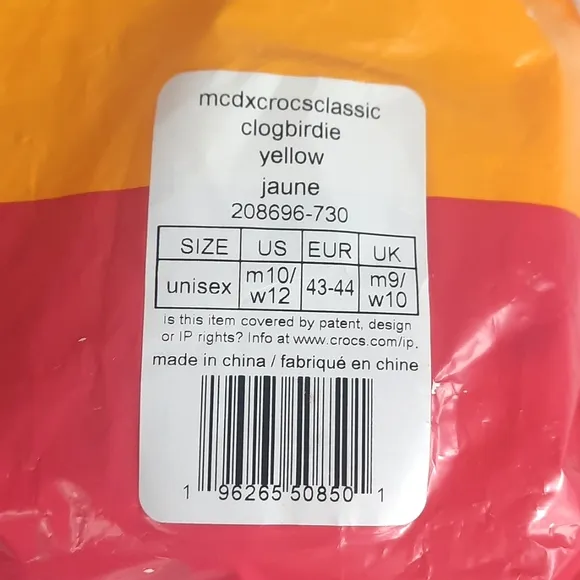 mcdxcrocsclassic
clogbirdie
yellow
jaune
208696-730
SIZE US EUR UK
unisex m10/ w12 43-44 m9/ w10
Is this item covered by patent, design
or IP rights? Info at www.crocs.com/ip.
made in china / fabriqué en chine
1 96265 50850 1